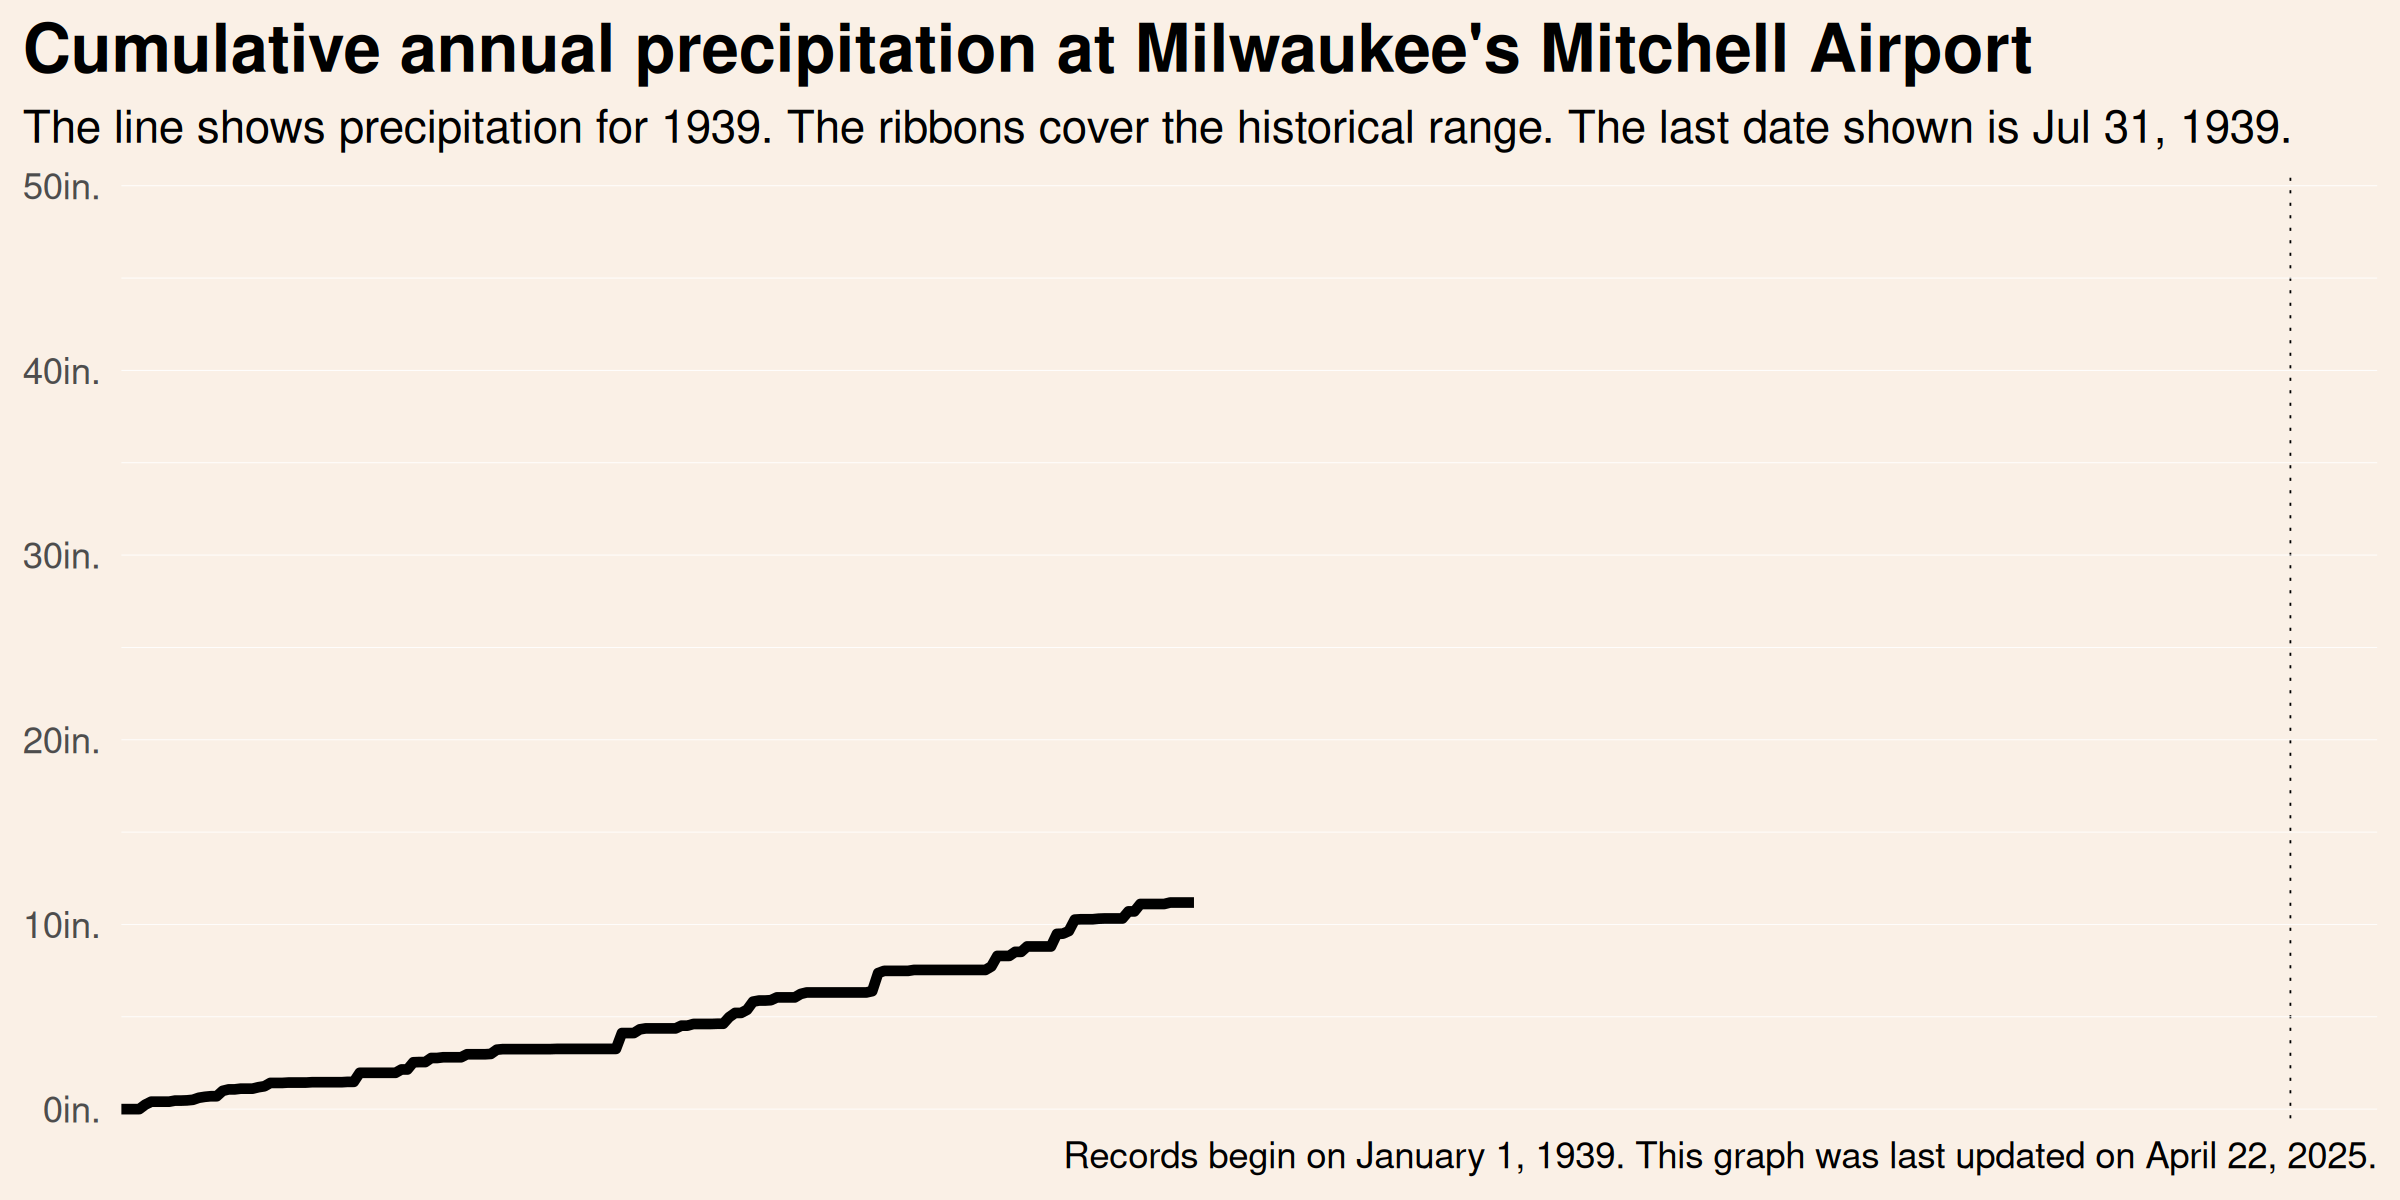 Cumulative annual precipitation at Milwaukee's Mitchell Airport
The line shows precipitation for 1939. The ribbons cover the historical range. The last date shown is Jul 31, 1939.
50in.
40in.
30in.
20in.
10in.
0in.
Records begin on January 1, 1939. This graph was last updated on April 22, 2025.